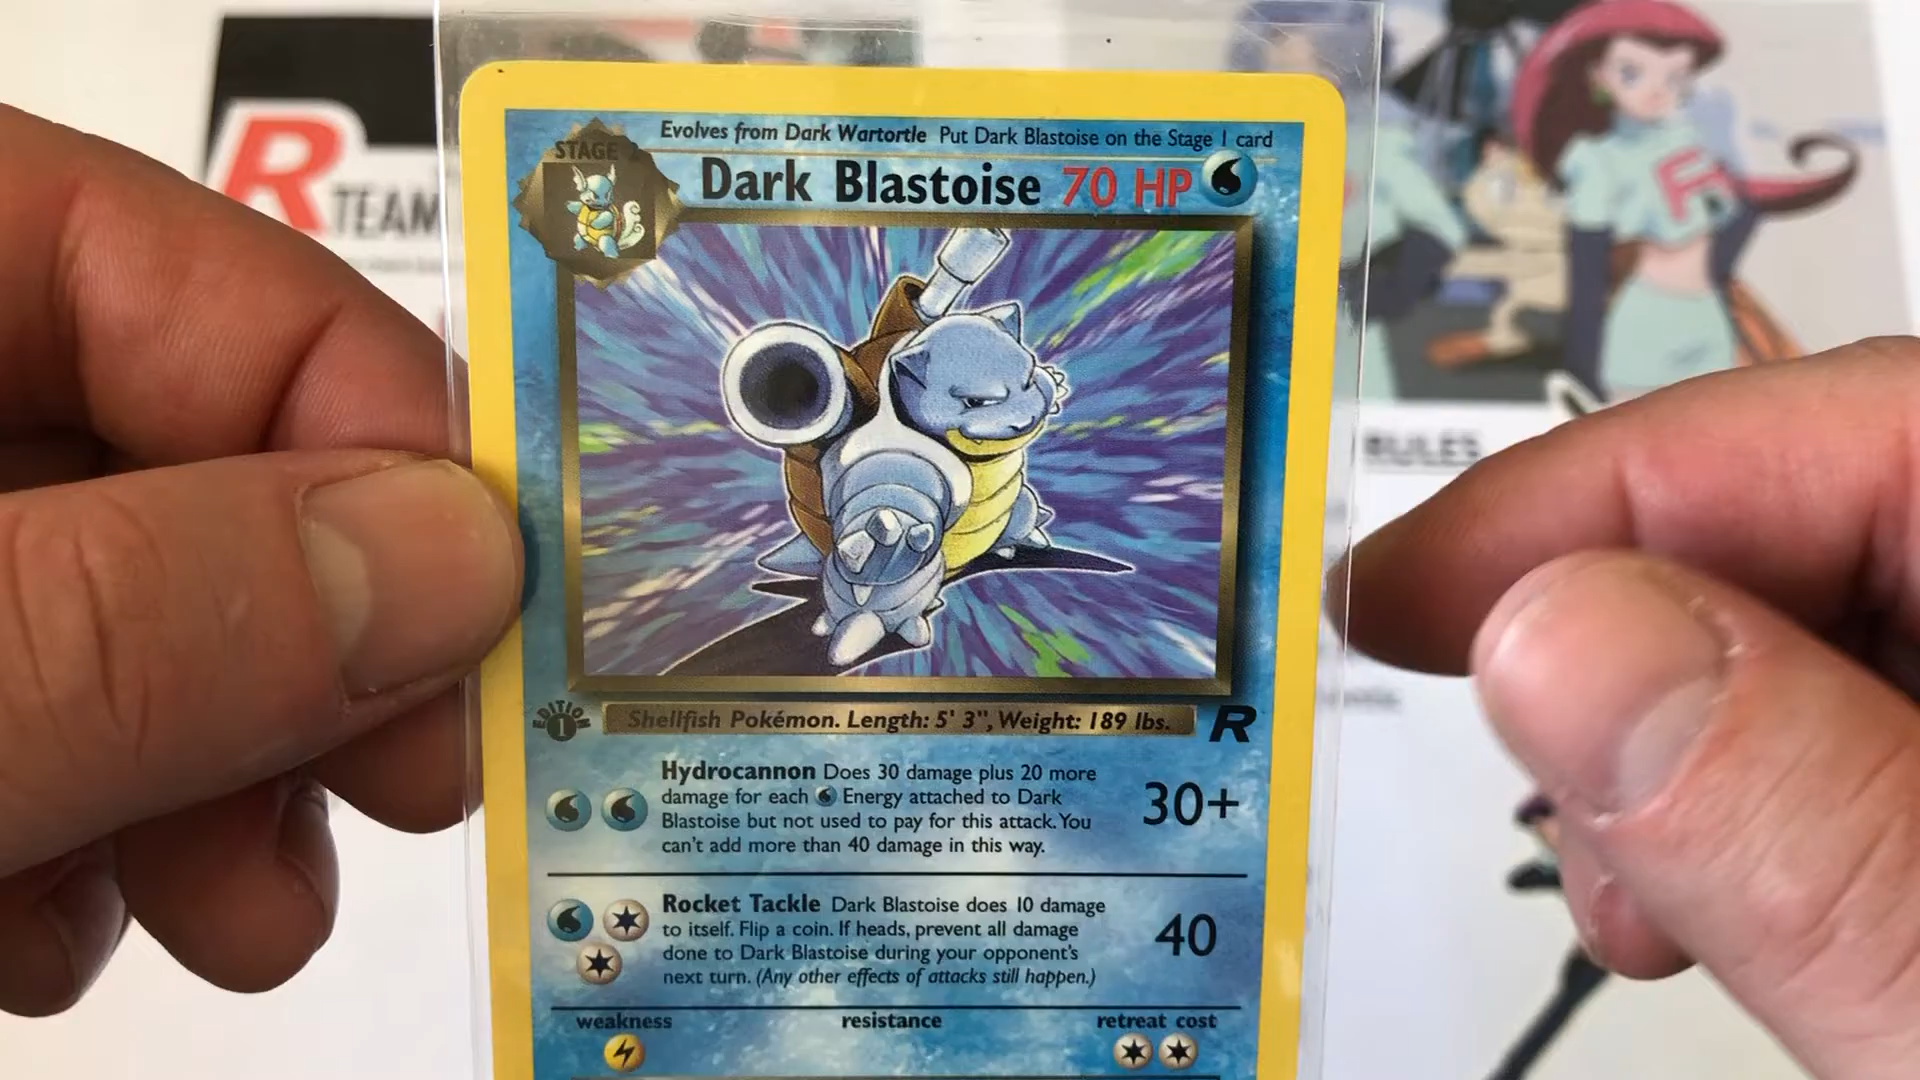 R
TEAM
STAGE 2
Evolves from Dark Wartortle Put Dark Blastoise on the Stage 1 card
Dark Blastoise 70 HP
R
RULES
EDITION
1
Shellfish Pokémon. Length: 5' 3", Weight: 189 lbs.
R
Hydrocannon Does 30 damage plus 20 more
damage for each Energy attached to Dark
Blastoise but not used to pay for this attack. You
can't add more than 40 damage in this way.
30+
Rocket Tackle Dark Blastoise does 10 damage
to itself. Flip a coin. If heads, prevent all damage
done to Dark Blastoise during your opponent's
next turn. (Any other effects of attacks still happen.)
40
weakness
resistance
retreat cost